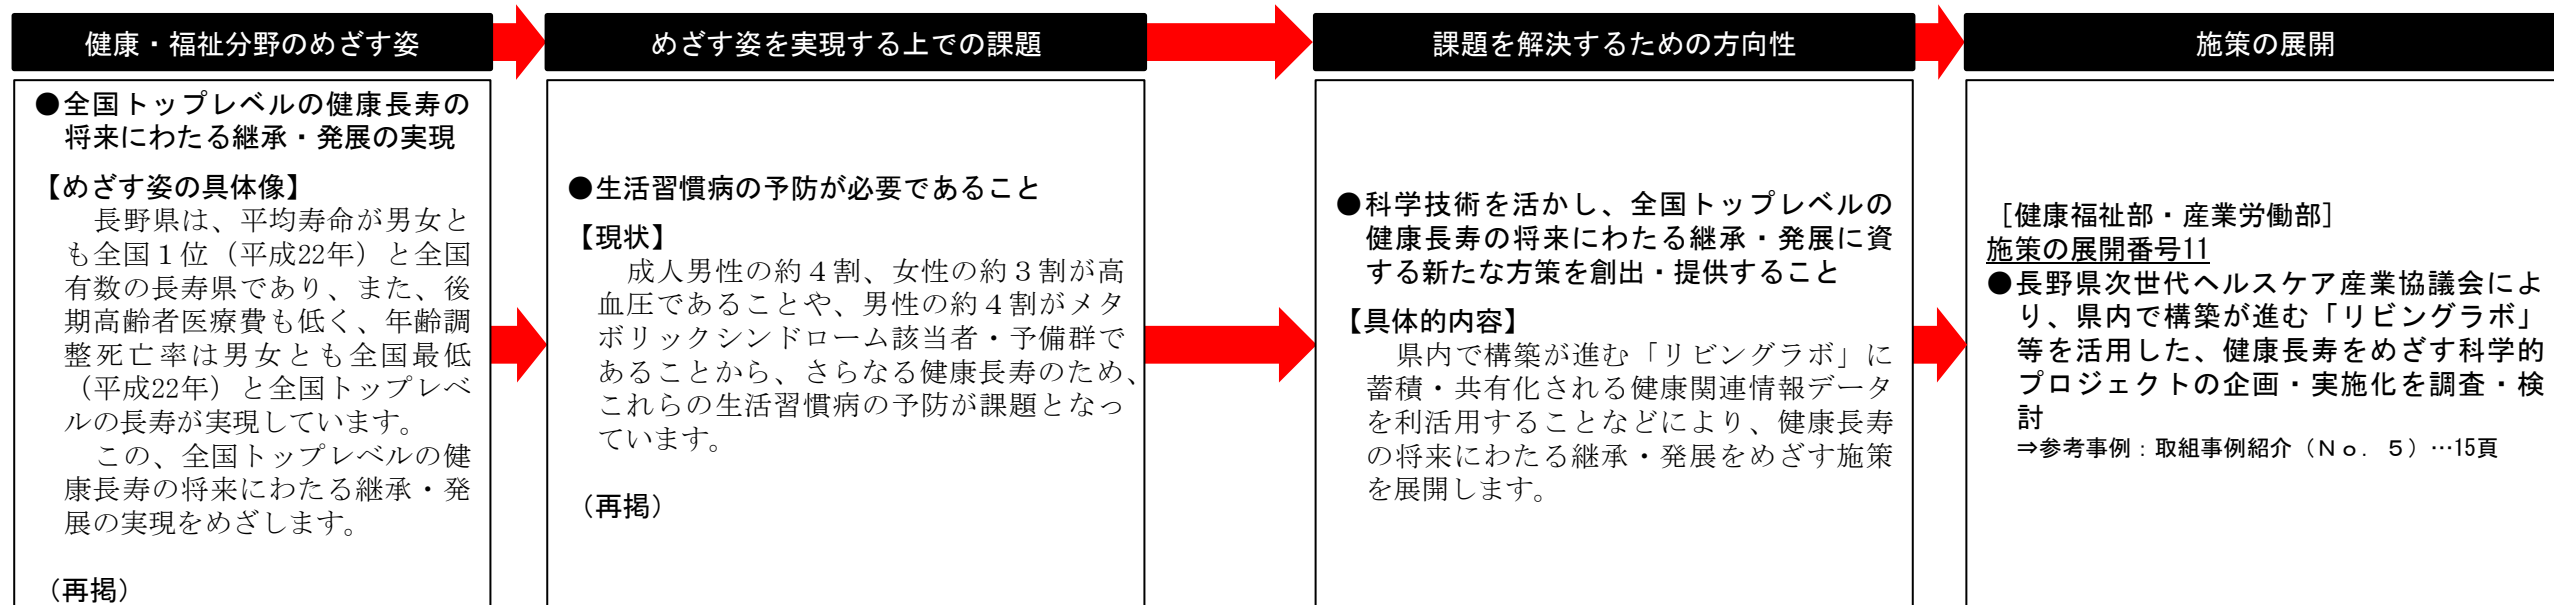 健康・福祉分野のめざす姿
●全国トップレベルの健康長寿の
将来にわたる継承・発展の実現
【めざす姿の具体像】
長野県は、平均寿命が男女と
も全国１位（平成22年）と全国
有数の長寿県であり、また、後
期高齢者医療費も低く、年齢調
整死亡率は男女とも全国最低
（平成22年）と全国トップレベ
ルの長寿が実現しています。
この、全国トップレベルの健
康長寿の将来にわたる継承・発
展の実現をめざします。
（再掲）
めざす姿を実現する上での課題
●生活習慣病の予防が必要であること
【現状】
成人男性の約４割、女性の約３割が高
血圧であることや、男性の約４割がメタ
ボリックシンドローム該当者・予備群で
あることから、さらなる健康長寿のため、
これらの生活習慣病の予防が課題となっ
ています。
（再掲）
課題を解決するための方向性
●科学技術を活かし、全国トップレベルの
健康長寿の将来にわたる継承・発展に資
する新たな方策を創出・提供すること
【具体的内容】
県内で構築が進む「リビングラボ」に
蓄積・共有化される健康関連情報データ
を利活用することなどにより、健康長寿
の将来にわたる継承・発展をめざす施策
を展開します。
施策の展開
［健康福祉部・産業労働部］
施策の展開番号11
●長野県次世代ヘルスケア産業協議会によ
り、県内で構築が進む「リビングラボ」
等を活用した、健康長寿をめざす科学的
プロジェクトの企画・実施化を調査・検
討
⇒参考事例：取組事例紹介（Ｎｏ．５）…15頁